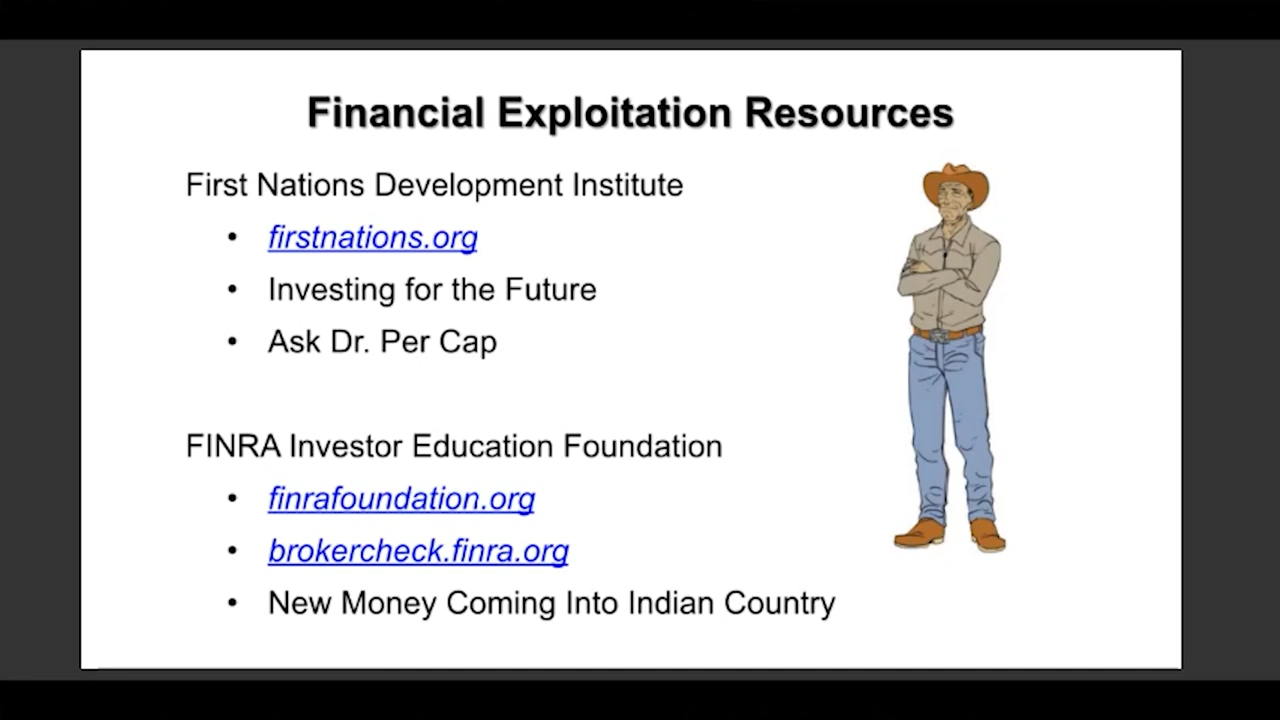 Financial Exploitation Resources
First Nations Development Institute
• firstnations.org
• Investing for the Future
• Ask Dr. Per Cap
FINRA Investor Education Foundation
• finrafoundation.org
• brokercheck.finra.org
• New Money Coming Into Indian Country